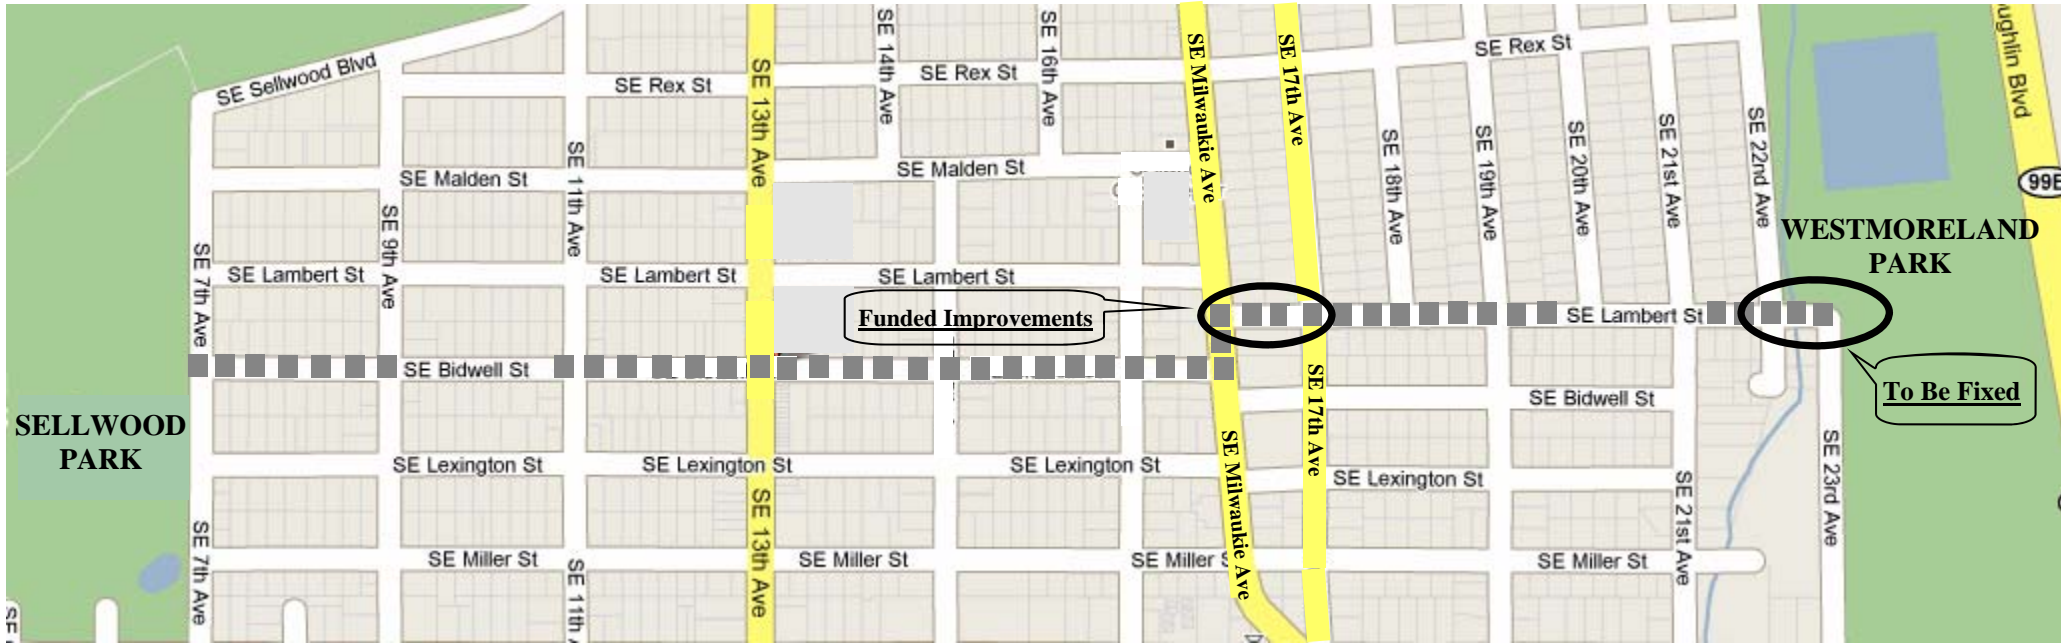 SE Sellwood Blvd
SE Rex St
SE 13th Ave
SE 14th Ave
SE Rex St
SE 16th Ave
SE Milwaukie Ave
SE 17th Ave
SE Rex St
SE Malden St
SE 11th Ave
SE Malden St
SE 18th Ave
SE 19th Ave
SE 20th Ave
SE 21st Ave
SE 22nd Ave
99E
WESTMORELAND
PARK
SE 7th Ave
SE 9th Ave
SE Lambert St
SE Lambert St
SE Lambert St
Funded Improvements
SE Lambert St
To Be Fixed
SE Bidwell St
SE Bidwell St
SELLWOOD
PARK
SE Lexington St
SE Lexington St
SE Lexington St
SE Milwaukie Ave
SE 17th Ave
SE Lexington St
SE 21st Ave
SE 23rd Ave
SE 7th Ave
SE Miller St
SE 11th
SE 13th Ave
SE Miller St
SE Miller
SE Miller St
SE